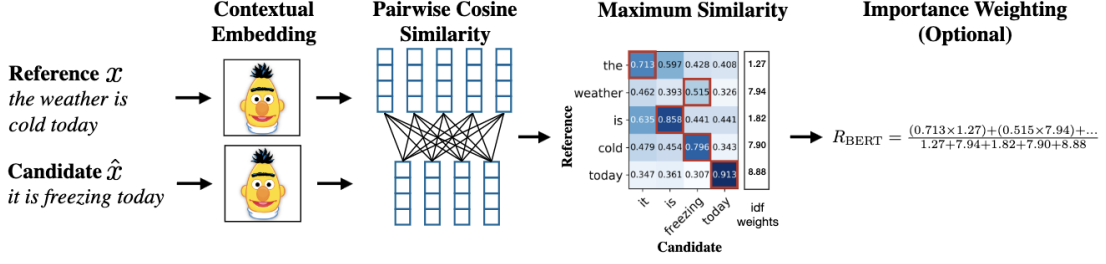 Contextual
Embedding
Pairwise Cosine
Similarity
Maximum Similarity
Importance Weighting
(Optional)
Reference x
the weather is
cold today
Candidate x̂
it is freezing today
Reference
the 0.713 0.597 0.428 0.408 1.27
weather 0.462 0.393 0.515 0.326 7.94
is 0.635 0.858 0.441 0.441 1.82
cold 0.479 0.454 0.796 0.343 7.90
today 0.347 0.361 0.307 0.913 8.88
it is freezing today
idf
weights
Candidate
R_BERT = (0.713×1.27)+(0.515×7.94)+...
1.27+7.94+1.82+7.90+8.88